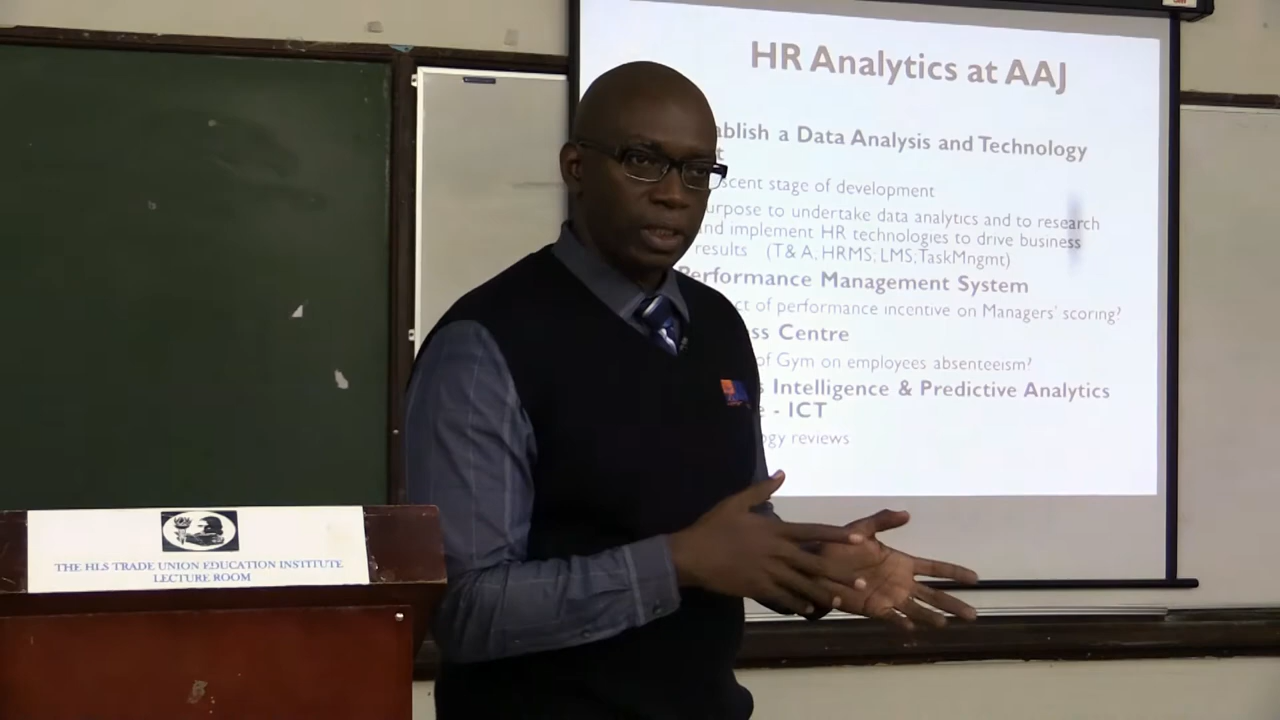 HR Analytics at AAJ
ablish a Data Analysis and Technology
t
scent stage of development
urpose to undertake data analytics and to research
and implement HR technologies to drive business
results (T& A, HRMS; LMS,TaskMngmt)
Performance Management System
ct of performance incentive on Managers' scoring?
ss Centre
of Gym on employees absenteeism?
s Intelligence & Predictive Analytics
e - ICT
ogy reviews
THE HLS TRADE UNION EDUCATION INSTITUTE
LECTURE ROOM